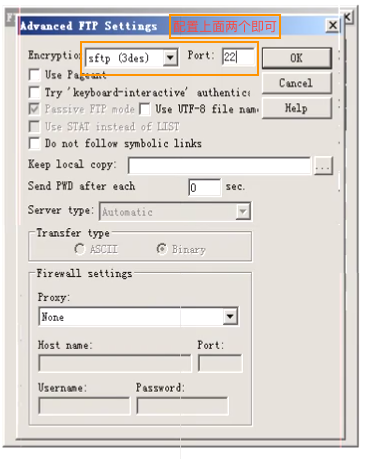 F
Advanced FTP Settings 配置上面两个即可
Encryption sftp (3des) Port: 22 OK
Use Pageant
Cancel
Try 'keyboard-interactive' authentic
Passive FTP mode Use UTF-8 file name Help
Use STAT instead of LIST
Do not follow symbolic links
Keep local copy: ...
Send PWD after each 0 sec.
Server type: Automatic
Transfer type
ASCII Binary
Firewall settings
Proxy:
None
Host name: Port:
Username: Password: